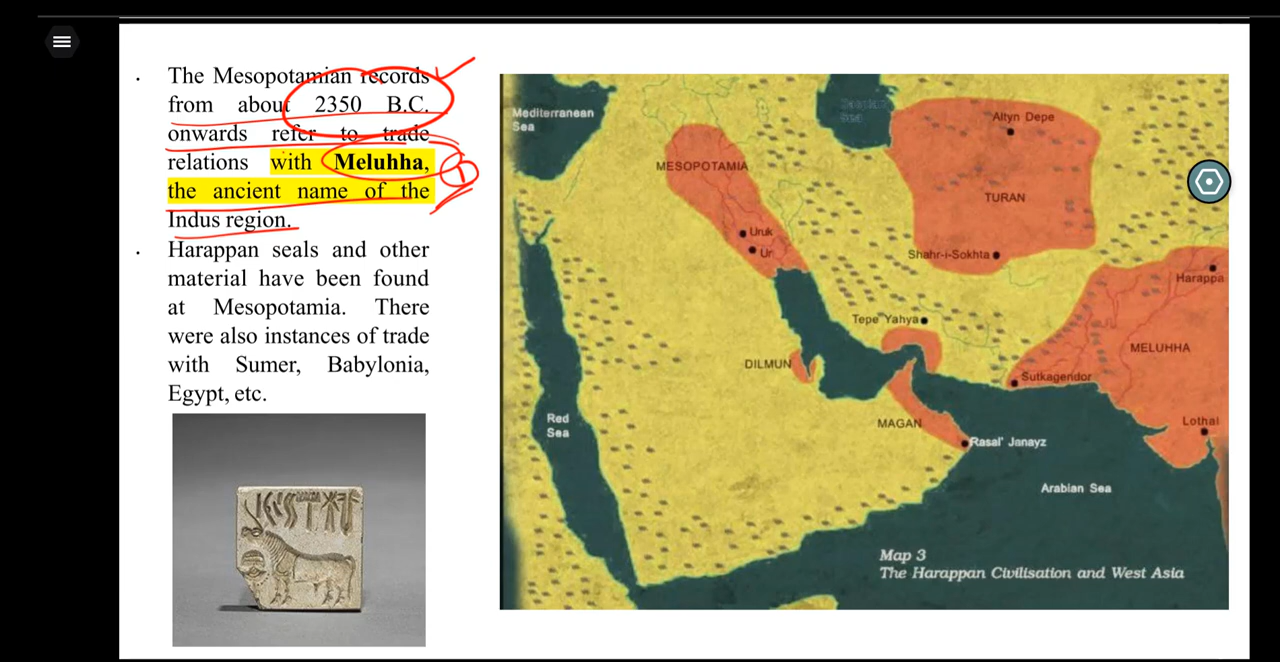 · The Mesopotamian records
from about 2350 B.C.
onwards refer to trade
relations with Meluhha,
the ancient name of the
Indus region.
· Harappan seals and other
material have been found
at Mesopotamia. There
were also instances of trade
with Sumer, Babylonia,
Egypt, etc.
Mediterranean
Sea
Caspian
Sea
Altyn Depe
MESOPOTAMIA
TURAN
Uruk
Ur
Shahr-i-Sokhta
Harappa
Tepe Yahya
MELUHHA
DILMUN
Sutkagendor
Red
Sea
MAGAN
Lothal
Rasal' Janayz
Arabian Sea
Map 3
The Harappan Civilisation and West Asia